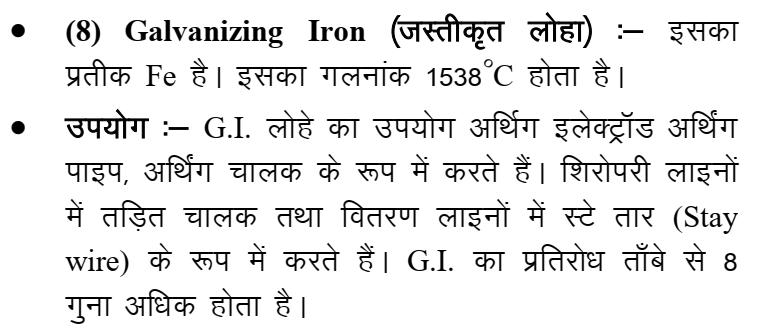 • (8) Galvanizing Iron (जस्तीकृत लोहा) :– इसका
प्रतीक Fe है। इसका गलनांक 1538°C होता है।
• उपयोग :– G.I. लोहे का उपयोग अर्थिग इलेक्ट्रॉड अर्थिंग
पाइप, अर्थिंग चालक के रूप में करते हैं। शिरोपरी लाइनों
में तड़ित चालक तथा वितरण लाइनों में स्टे तार (Stay
wire) के रूप में करते हैं। G.I. का प्रतिरोध ताँबे से 8
गुना अधिक होता है।